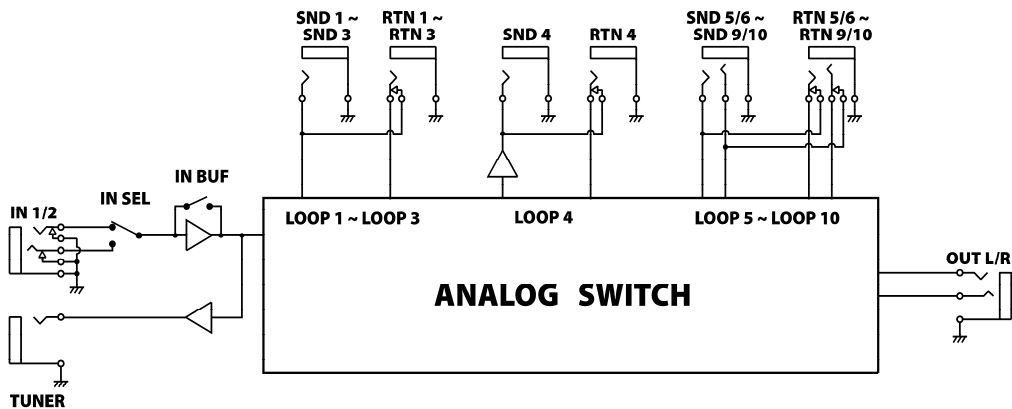 SND 1 ~
SND 3
RTN 1 ~
RTN 3
SND 4
RTN 4
SND 5/6 ~
SND 9/10
RTN 5/6 ~
RTN 9/10
IN BUF
IN SEL
IN 1/2
LOOP 1 ~ LOOP 3
LOOP 4
LOOP 5 ~ LOOP 10
OUT L/R
ANALOG SWITCH
TUNER